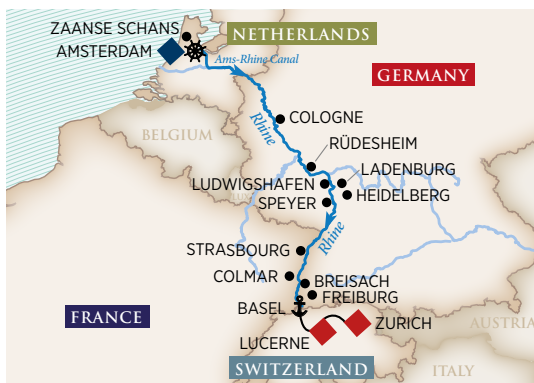 ZAANSE SCHANS
NETHERLANDS
AMSTERDAM
Ams-Rhine Canal
GERMANY
COLOGNE
Rhine
BELGIUM
RÜDESHEIM
LADENBURG
LUDWIGSHAFEN
HEIDELBERG
SPEYER
Rhine
STRASBOURG
COLMAR
BREISACH
FREIBURG
BASEL
FRANCE
ZURICH
AUSTRIA
LUCERNE
SWITZERLAND
ITALY